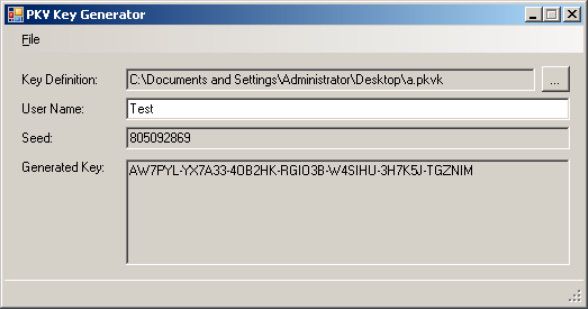 PKV Key Generator
File
Key Definition: C:\Documents and Settings\Administrator\Desktop\a.pkvk ...
User Name: Test
Seed: 805092869
Generated Key: AW7PYL-YX7A33-4OB2HK-RGIO3B-W4SIHU-3H7K5J-TGZNIM